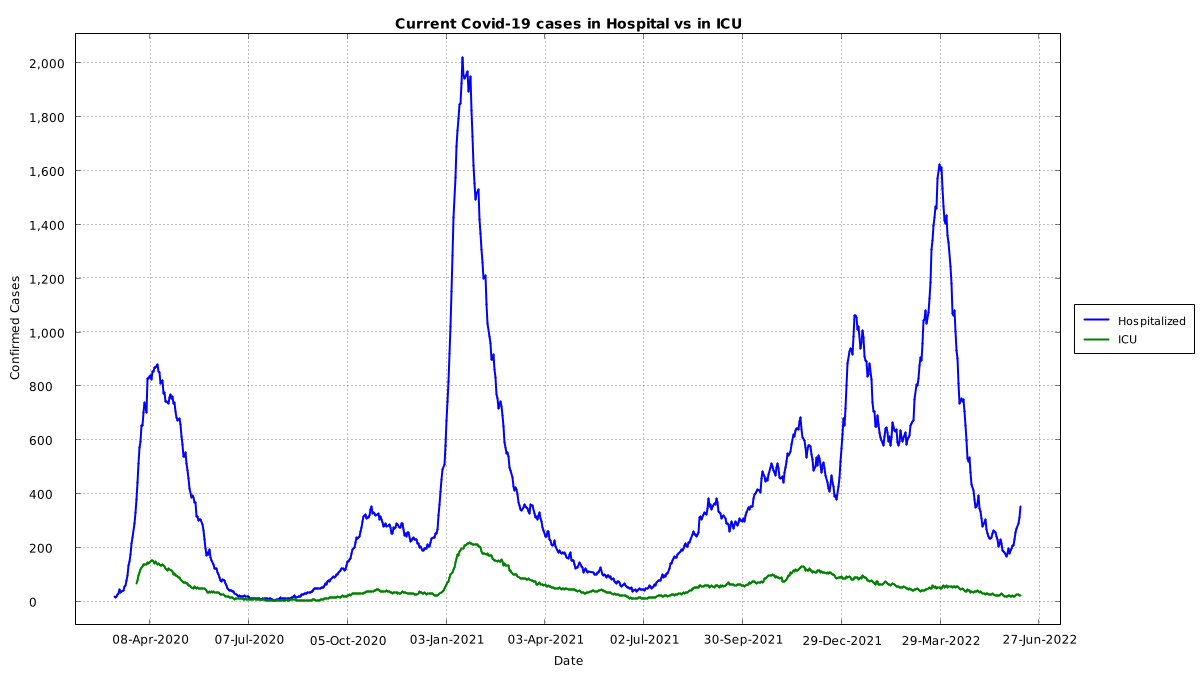 Current Covid-19 cases in Hospital vs in ICU
2,000
1,800
1,600
1,400
1,200
1,000
800
600
400
200
0
Confirmed Cases
Hospitalized
ICU
08-Apr-2020 07-Jul-2020 05-Oct-2020 03-Jan-2021 03-Apr-2021 02-Jul-2021 30-Sep-2021 29-Dec-2021 29-Mar-2022 27-Jun-2022
Date